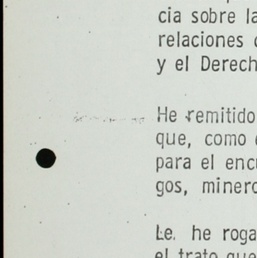 cia sobre la
relaciones
y el Derech
He remitido
que, como
para el enc
gos, minero
Le. he roga
el trato que